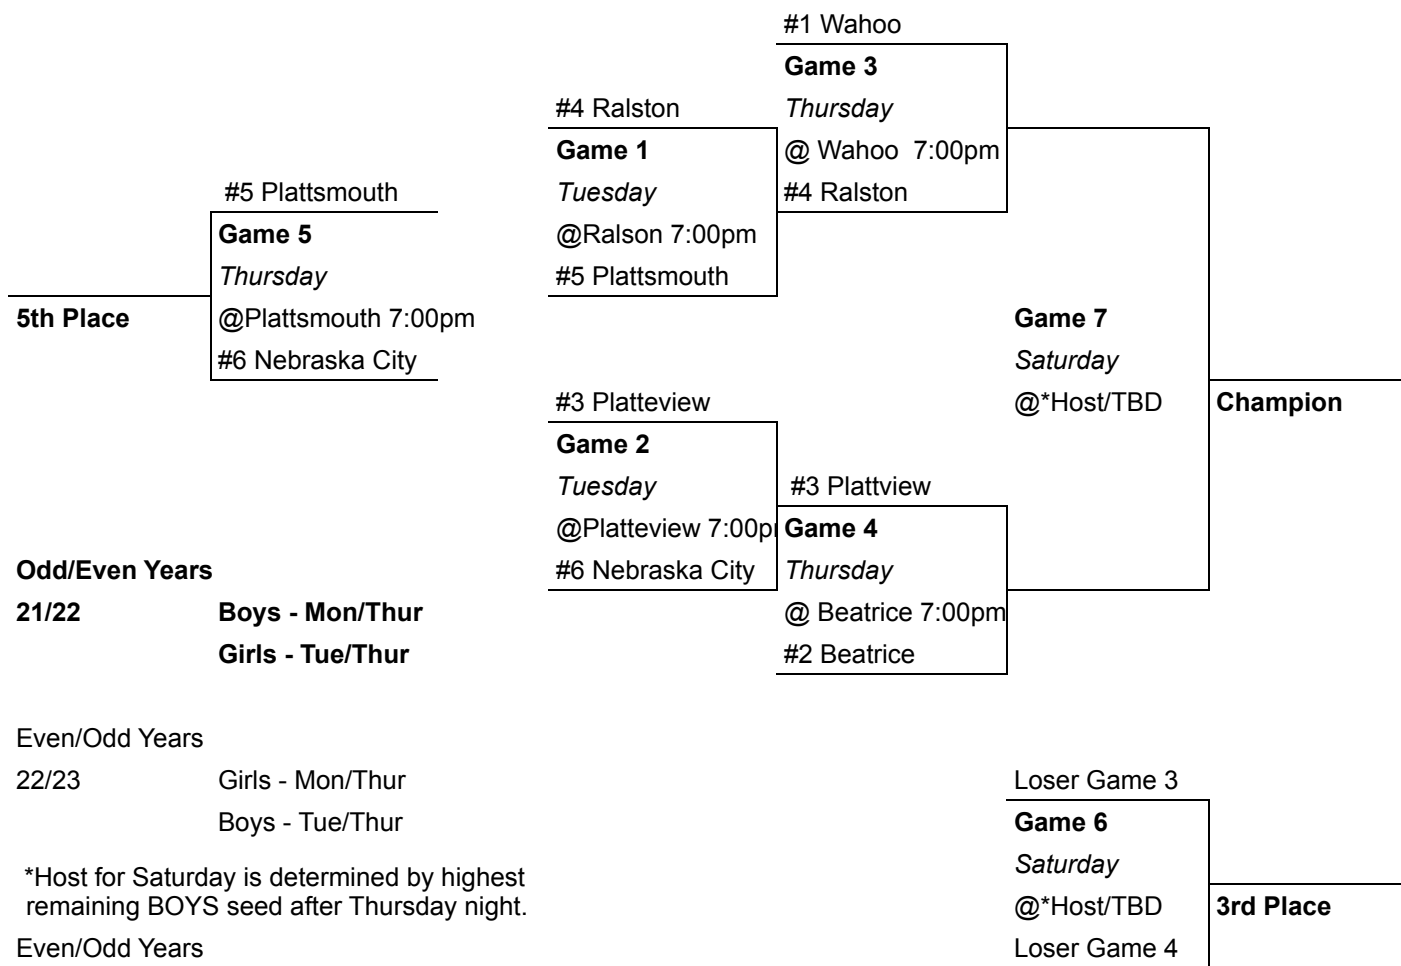 #1 Wahoo
Game 3
#4 Ralston
Thursday
Game 1
@ Wahoo 7:00pm
#5 Plattsmouth
Tuesday
#4 Ralston
Game 5
@Ralson 7:00pm
Thursday
#5 Plattsmouth
5th Place
@Plattsmouth 7:00pm
Game 7
#6 Nebraska City
Saturday
#3 Platteview
@*Host/TBD
Champion
Game 2
Tuesday
#3 Plattview
@Platteview 7:00p
Game 4
Odd/Even Years
#6 Nebraska City
Thursday
21/22
Boys - Mon/Thur
@ Beatrice 7:00pm
Girls - Tue/Thur
#2 Beatrice
Even/Odd Years
22/23
Girls - Mon/Thur
Loser Game 3
Boys - Tue/Thur
Game 6
*Host for Saturday is determined by highest
remaining BOYS seed after Thursday night.
Saturday
@*Host/TBD
3rd Place
Even/Odd Years
Loser Game 4